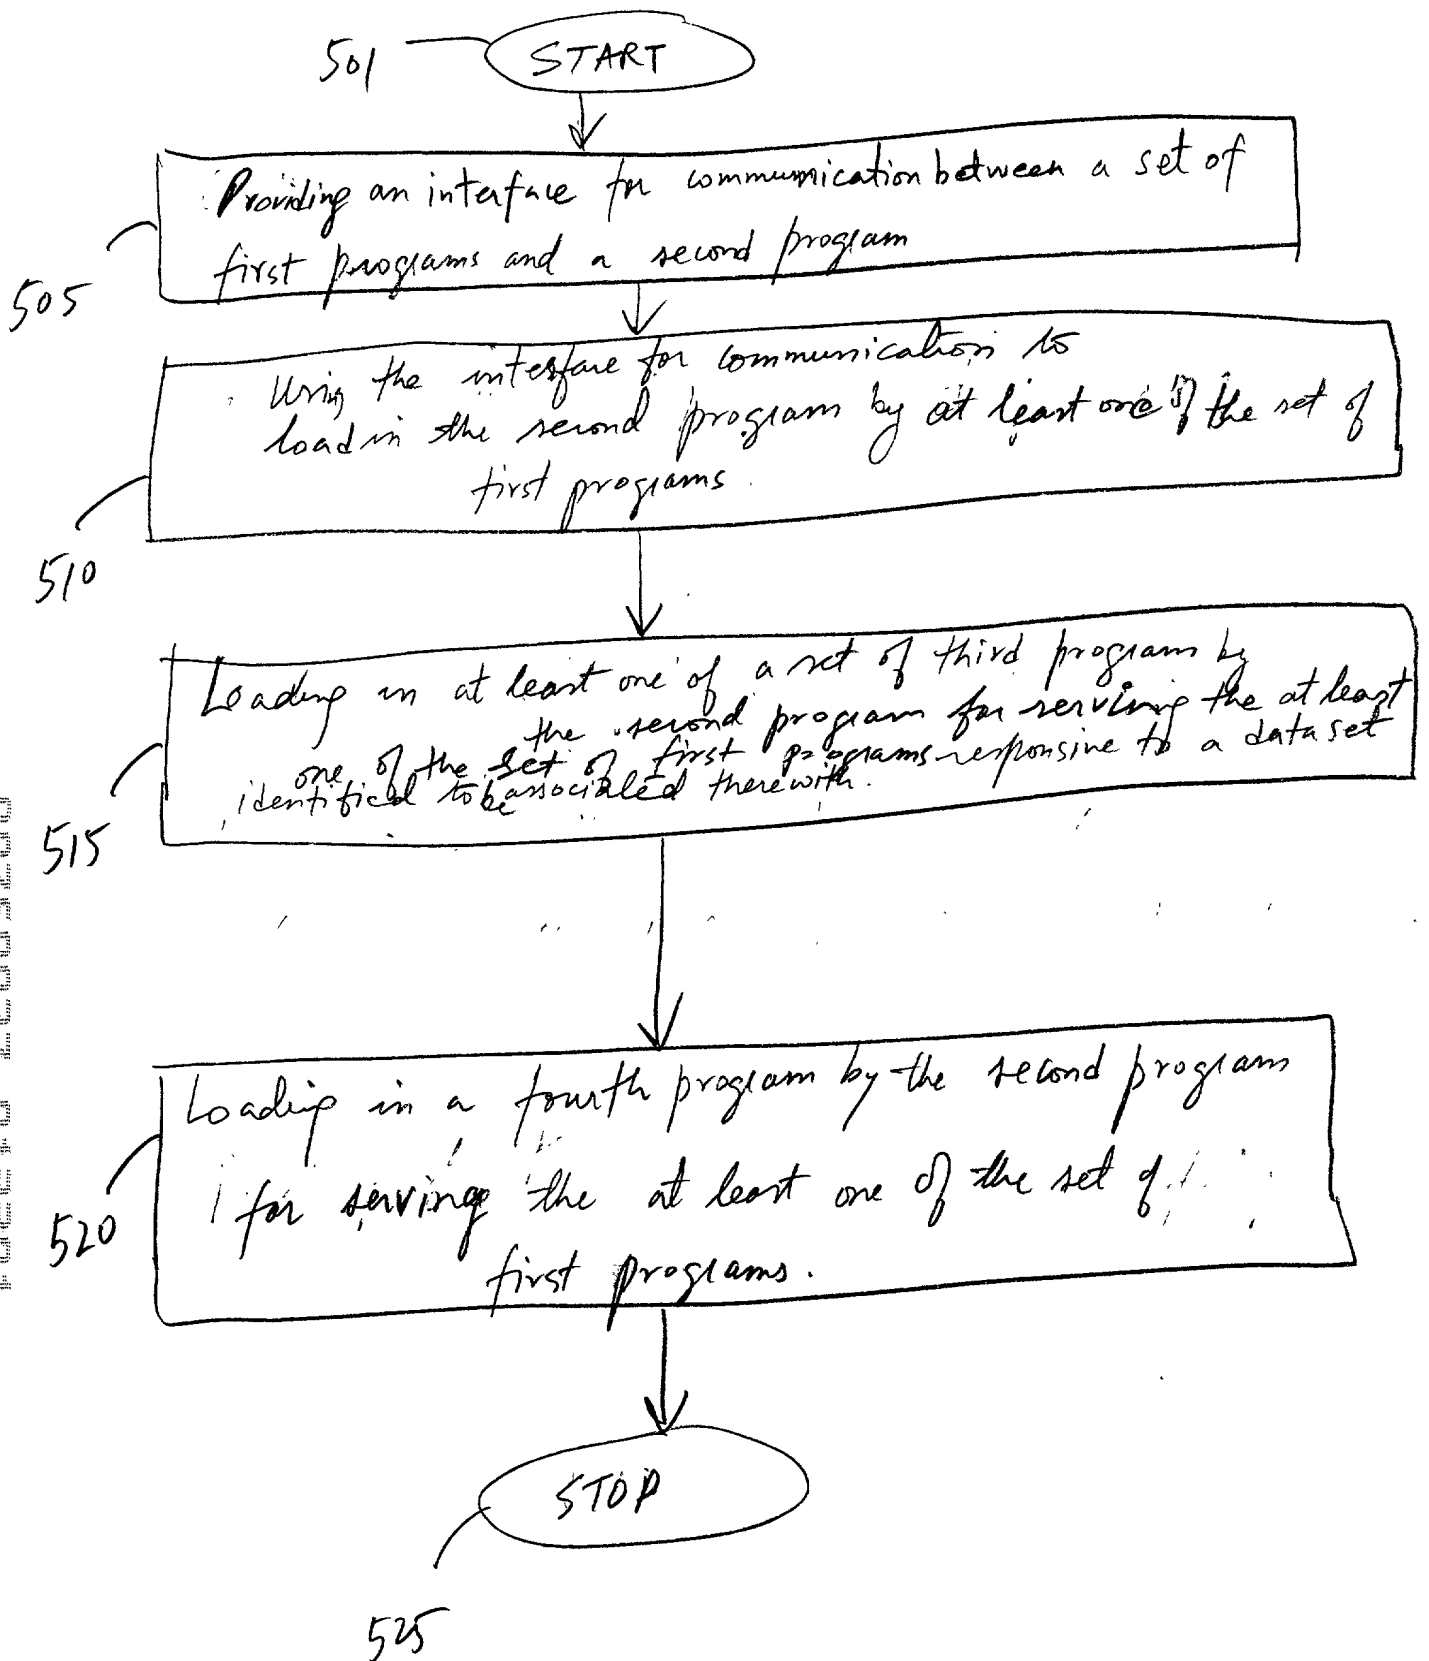 501
START
Providing an interface for communication between a set of
first programs and a second program
505
Using the interface for communication to
load in the second program by at least one of the set of
first programs.
510
Loading in at least one of a set of third program by
the second program for serving the at least
one of the set of first programs responsive to a data set
identified to be associated therewith.
515
Loading in a fourth program by the second program
for serving the at least one of the set of
first programs.
520
STOP
525